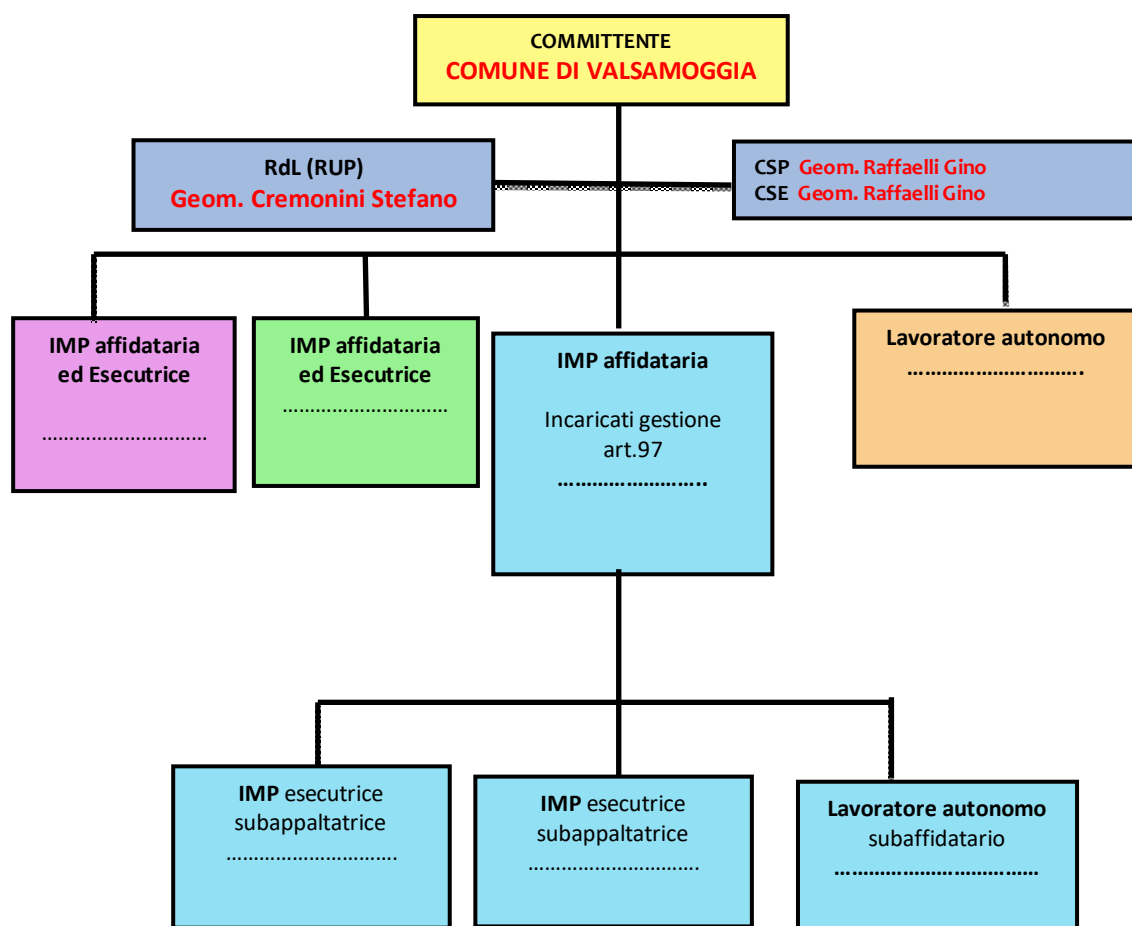 COMMITTENTE
COMUNE DI VALSAMOGGIA
RdL (RUP)
Geom. Cremonini Stefano
CSP Geom. Raffaelli Gino
CSE Geom. Raffaelli Gino
IMP affidataria
ed Esecutrice
…………………………
IMP affidataria
ed Esecutrice
…………………………
IMP affidataria
Incaricati gestione
art.97
……………………..
Lavoratore autonomo
………………………….
IMP esecutrice
subappaltatrice
………………………….
IMP esecutrice
subappaltatrice
………………………….
Lavoratore autonomo
subaffidatario
………………………………